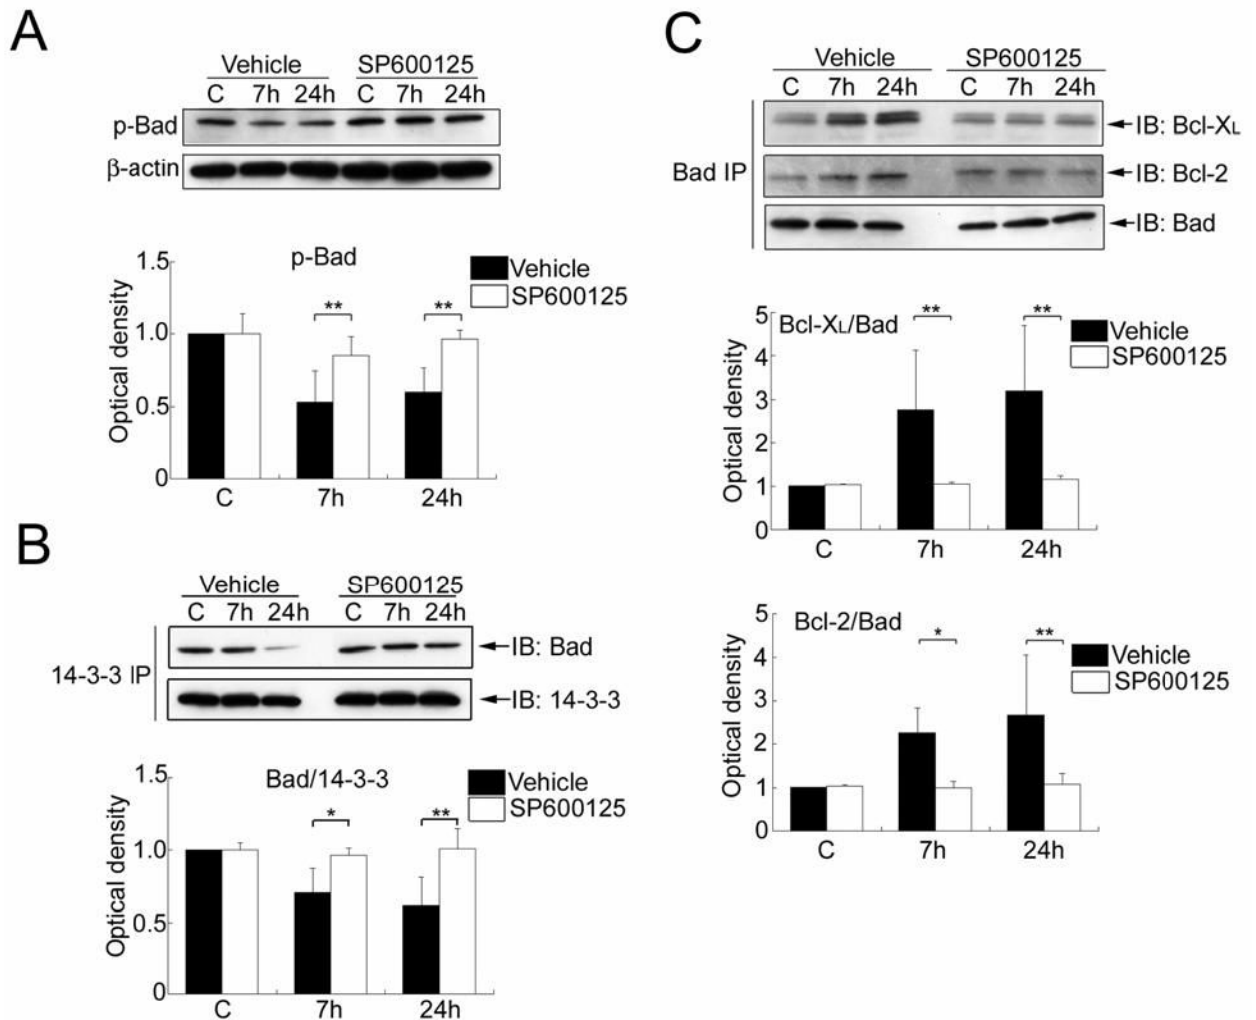 A
Vehicle SP600125
C 7h 24h C 7h 24h
p-Bad
β-actin
p-Bad
Vehicle
SP600125
Optical density
1.5
1.0
0.5
0
** **
C 7h 24h
B
Vehicle SP600125
C 7h 24h C 7h 24h
14-3-3 IP
IB: Bad
IB: 14-3-3
Bad/14-3-3
Vehicle
SP600125
Optical density
1.5
1.0
0.5
0
* **
C 7h 24h
C
Vehicle SP600125
C 7h 24h C 7h 24h
Bad IP
IB: Bcl-XL
IB: Bcl-2
IB: Bad
Bcl-XL/Bad
Vehicle
SP600125
Optical density
5
4
3
2
1
0
** **
C 7h 24h
Bcl-2/Bad
Vehicle
SP600125
Optical density
5
4
3
2
1
0
* **
C 7h 24h